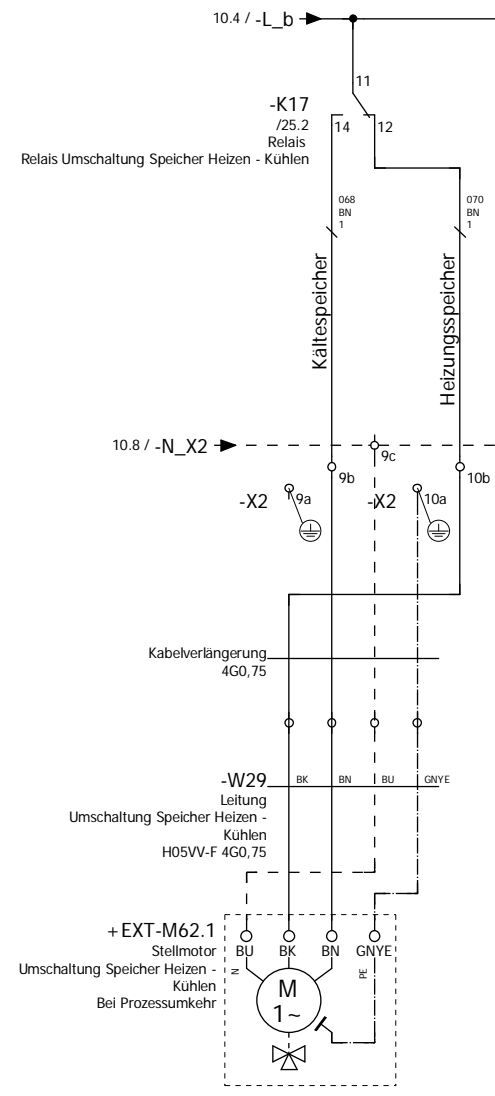 10.4 / -L_b
11
-K17
/25.2
Relais
Relais Umschaltung Speicher Heizen - Kühlen
14
12
068
BN
1
070
BN
1
Kältespeicher
Heizungsspeicher
10.8 / -N_X2
9c
9b
10b
-X2
9a
-X2
10a
Kabelverlängerung
4G0,75
-W29
BK
BN
BU
GNYE
Leitung
Umschaltung Speicher Heizen -
Kühlen
H05VV-F 4G0,75
+EXT-M62.1
Stellmotor
Umschaltung Speicher Heizen -
Kühlen
Bei Prozessumkehr
BU
BK
BN
GNYE
N
PE
M
1~